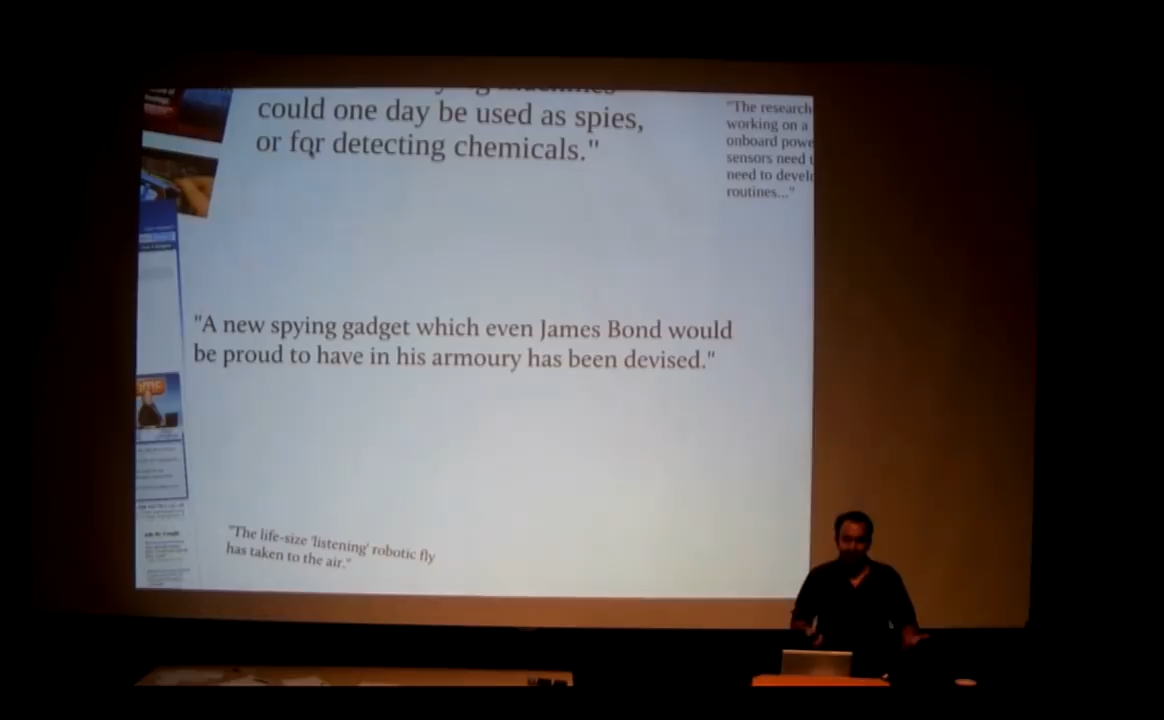 could one day be used as spies,
or for detecting chemicals."
"The research
working on a
onboard powe
sensors need
need to devel
routines..."
"A new spying gadget which even James Bond would
be proud to have in his armoury has been devised."
"The life-size 'listening' robotic fly
has taken to the air."